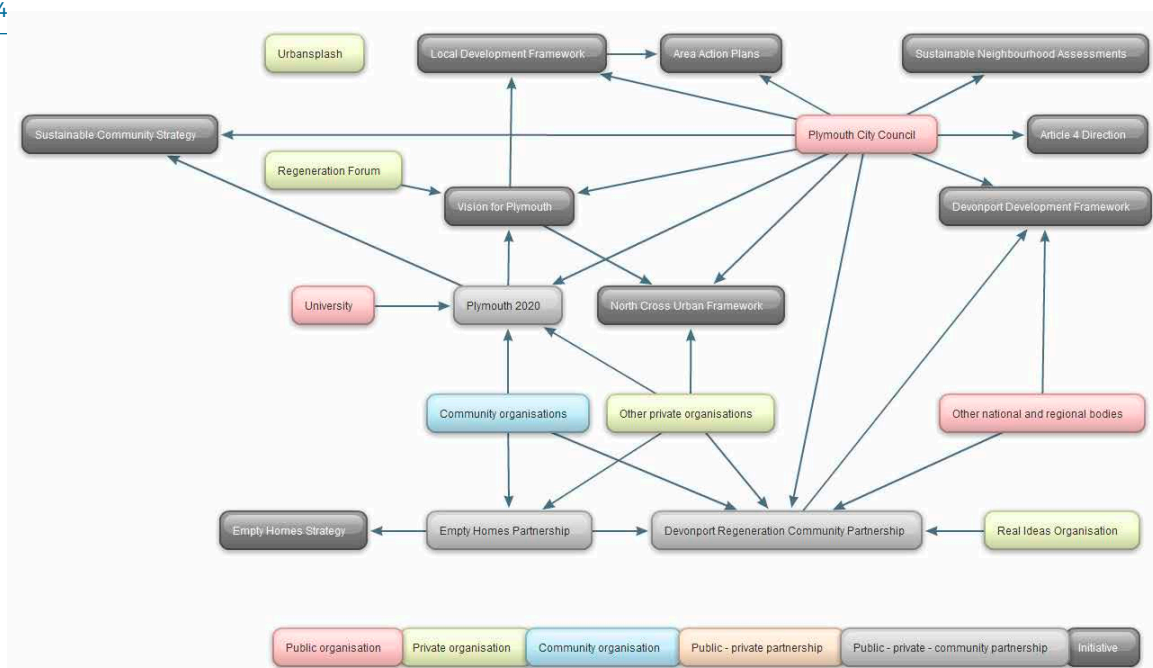 4
Urbansplash
Local Development Framework
Area Action Plans
Sustainable Neighbourhood Assessments
Sustainable Community Strategy
Plymouth City Council
Article 4 Direction
Regeneration Forum
Vision for Plymouth
Devonport Development Framework
University
Plymouth 2020
North Cross Urban Framework
Community organisations
Other private organisations
Other national and regional bodies
Empty Homes Strategy
Empty Homes Partnership
Devonport Regeneration Community Partnership
Real Ideas Organisation
Public organisation
Private organisation
Community organisation
Public - private partnership
Public - private - community partnership
Initiative